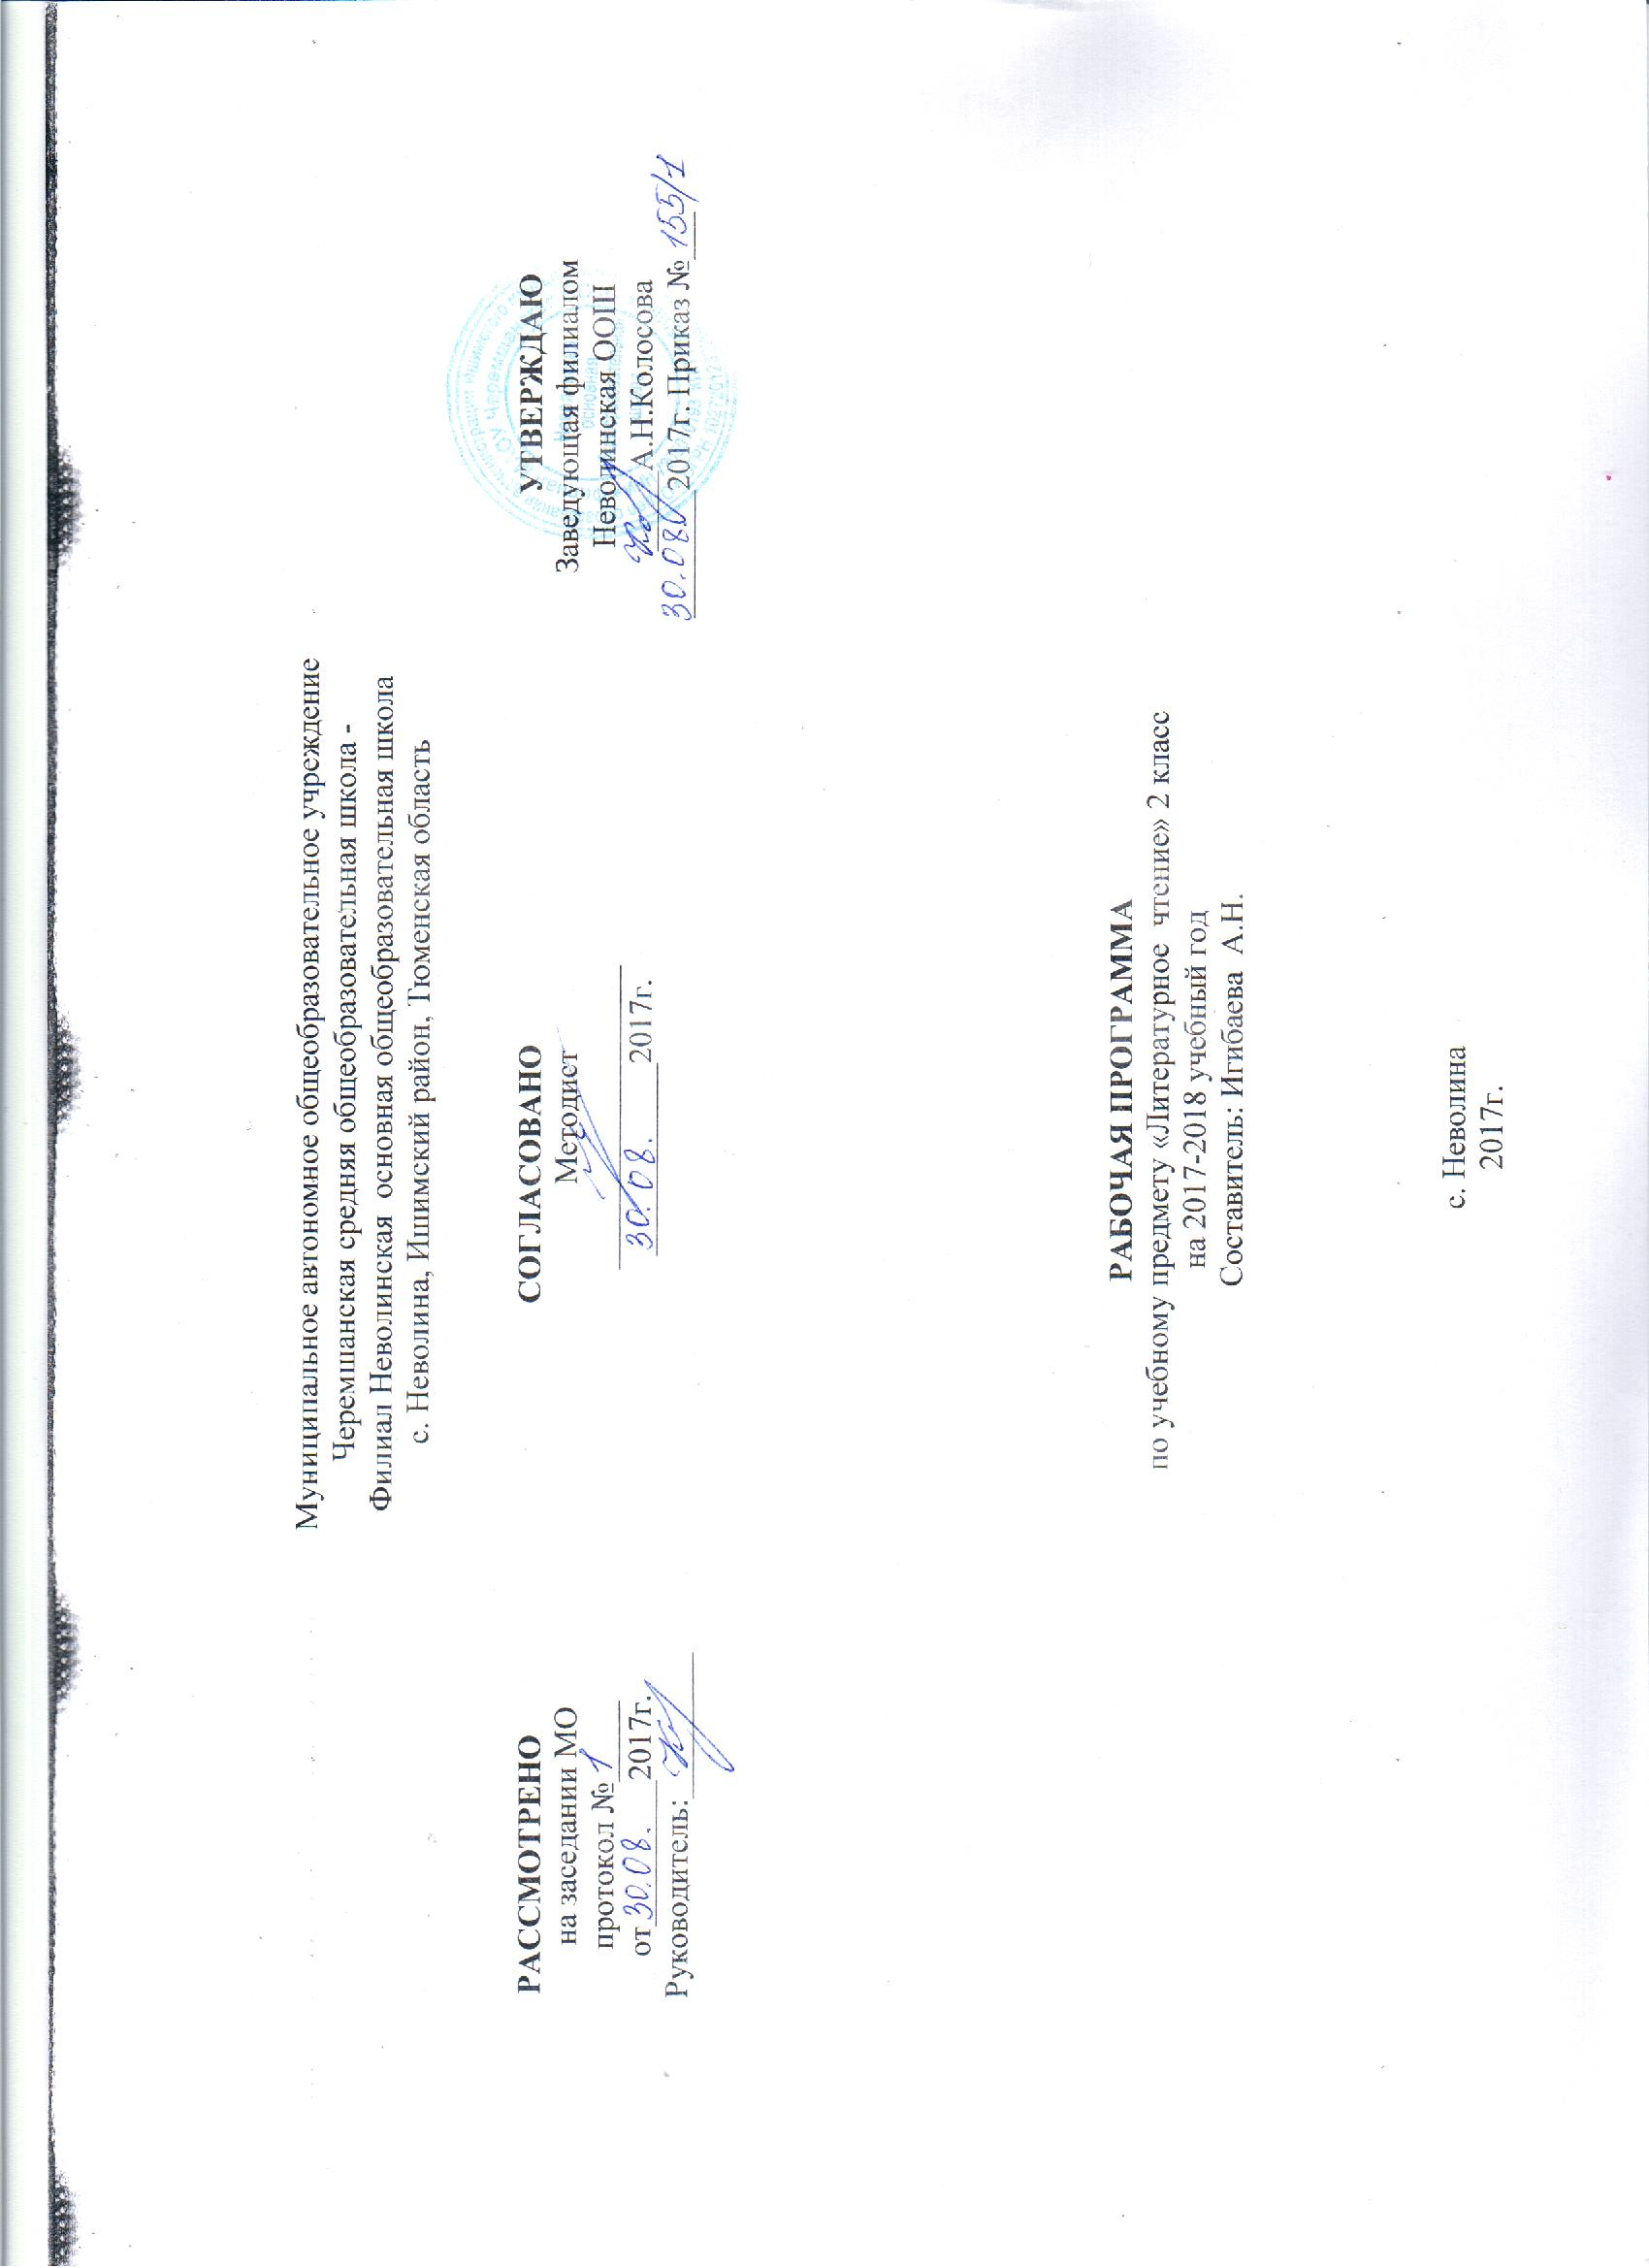 Муниципальное автономное общеобразовательное учреждение
Черемшанская средняя общеобразовательная школа -
Филиал Неволинская основная общеобразовательная школа
с. Неволина, Ишимский район, Тюменская область
РАССМОТРЕНО
на заседании МО
протокол № 1
от 30.08. 2017г.
Руководитель:
СОГЛАСОВАНО
Методист
30.08. 2017г.
УТВЕРЖДАЮ
Заведующая филиалом
Неволинская ООШ
А.Н.Колосова
30.08. 2017г. Приказ № 155/1
РАБОЧАЯ ПРОГРАММА
по учебному предмету «Литературное чтение» 2 класс
на 2017-2018 учебный год
Составитель: Игибаева А.Н.
с. Неволина
2017г.